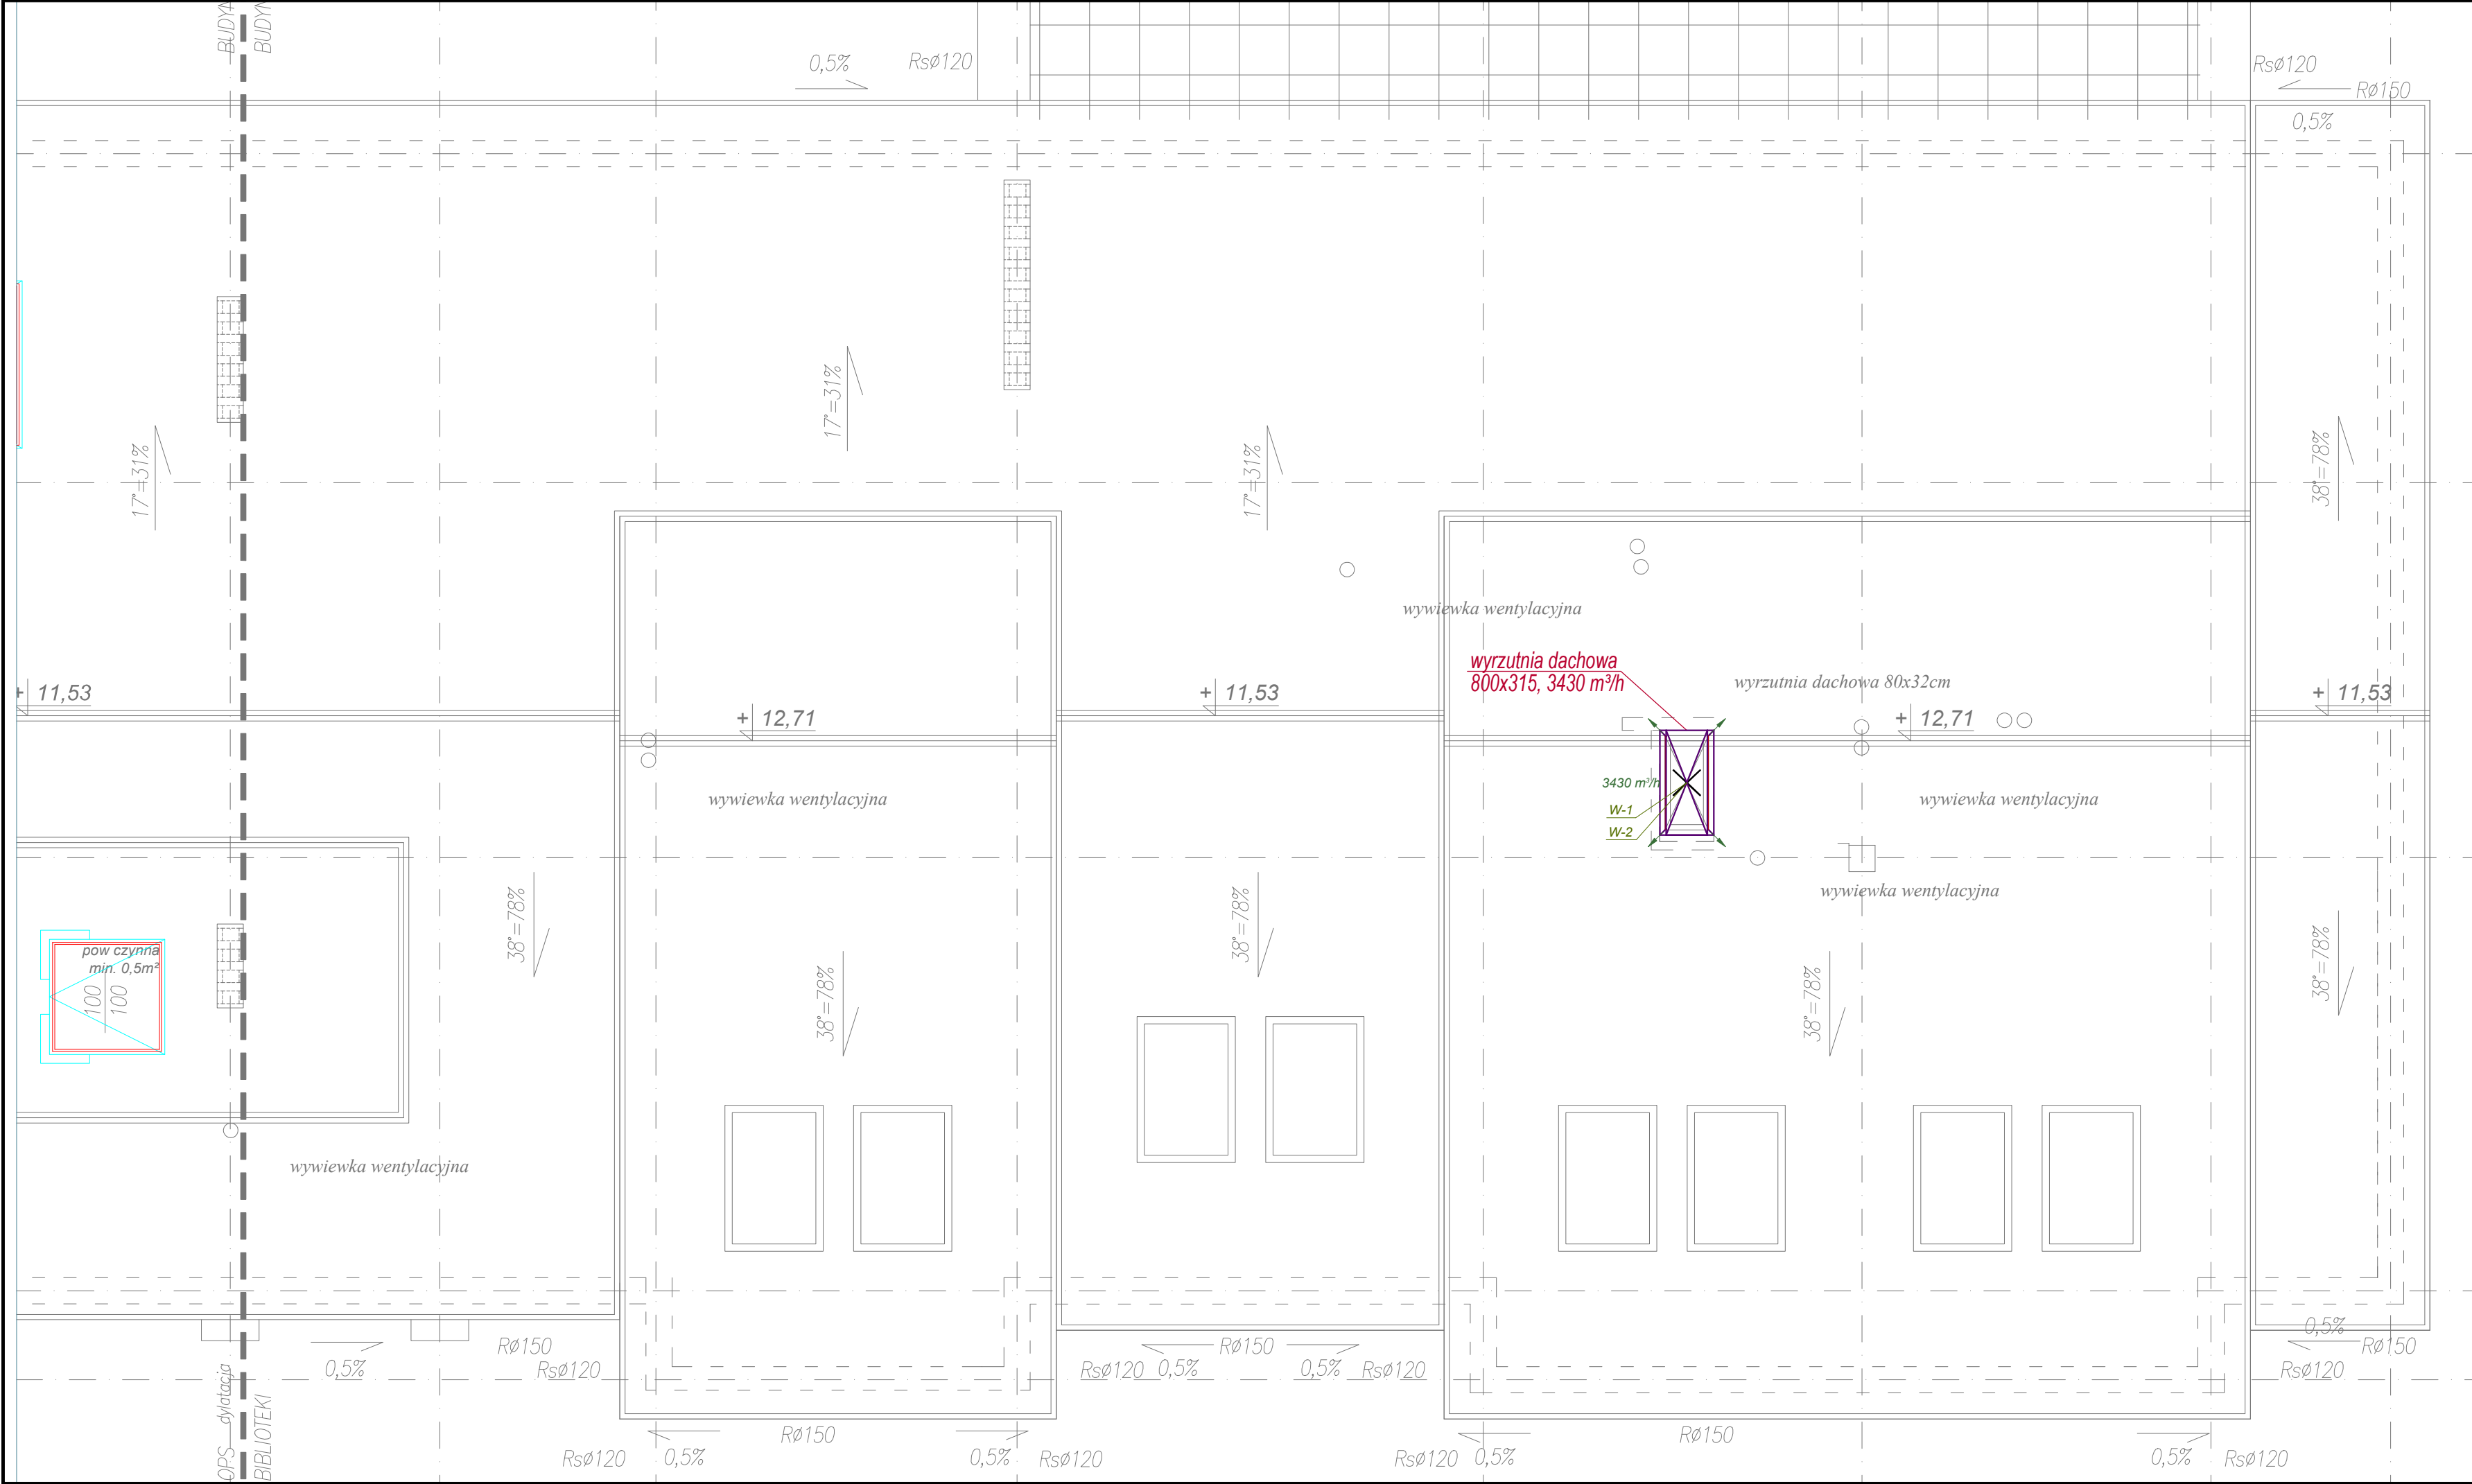 BUDYN
BUDYN
0,5%
Rsø120
Rsø120
Rø150
0,5%
17°=31%
17°=31%
17°=31%
38°=78%
wywiewka wentylacyjna
wyrzutnia dachowa
800x315, 3430 m³/h
wyrzutnia dachowa 80x32cm
+ 11,53
+ 12,71
+ 11,53
+ 12,71
+ 11,53
3430 m³/h
W-1
W-2
wywiewka wentylacyjna
wywiewka wentylacyjna
wywiewka wentylacyjna
38°=78%
38°=78%
38°=78%
38°=78%
38°=78%
pow czynna
min. 0,5m²
100
100
wywiewka wentylacyjna
0,5%
Rø150
Rsø120
Rsø120
0,5%
Rø150
0,5%
Rsø120
0,5%
Rø150
Rsø120
OPS dylatacja
BIBLIOTEKI
Rsø120
0,5%
Rø150
0,5%
Rsø120
Rsø120
0,5%
Rø150
0,5%
Rsø120